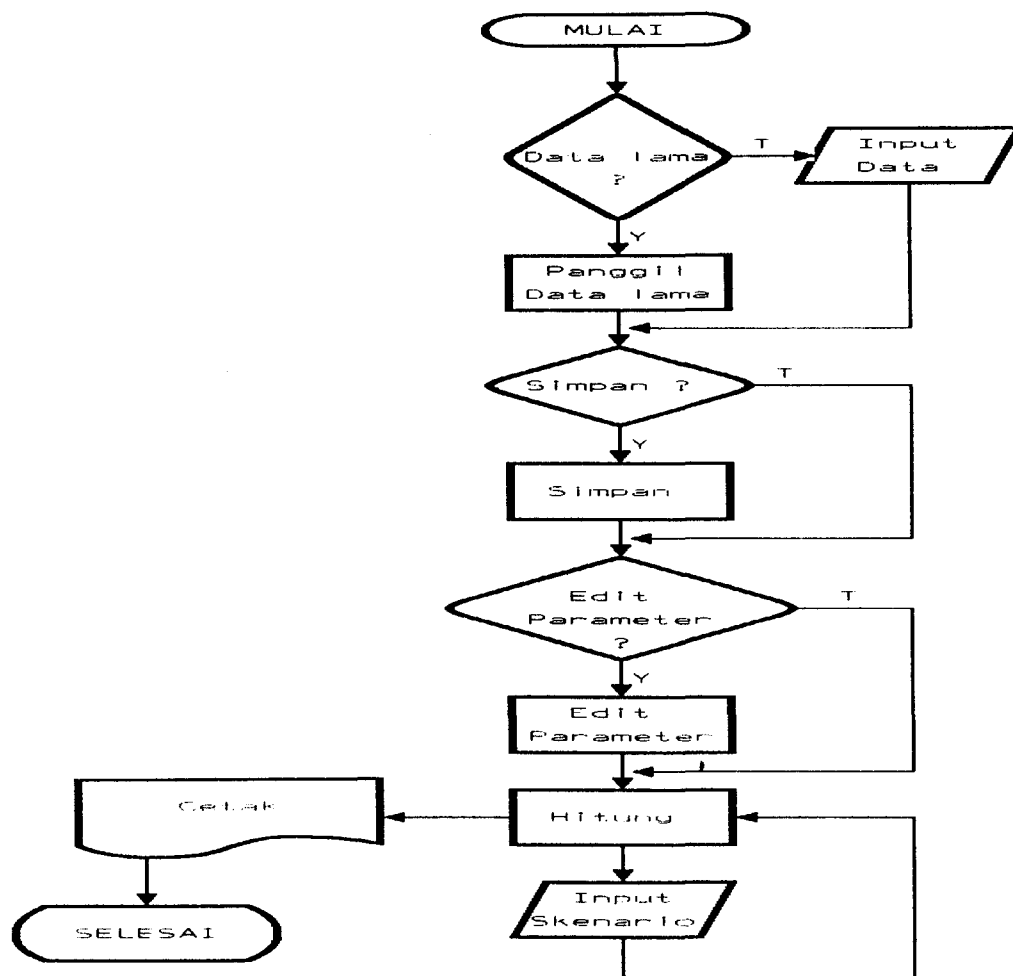 MULAI
Data lama
?
T
Input
Data
Y
Panggil
Data lama
Simpan ?
T
Y
Simpan
Edit
Parameter
?
T
Y
Edit
Parameter
Cetak
Hitung
Input
Skenario
SELESAI